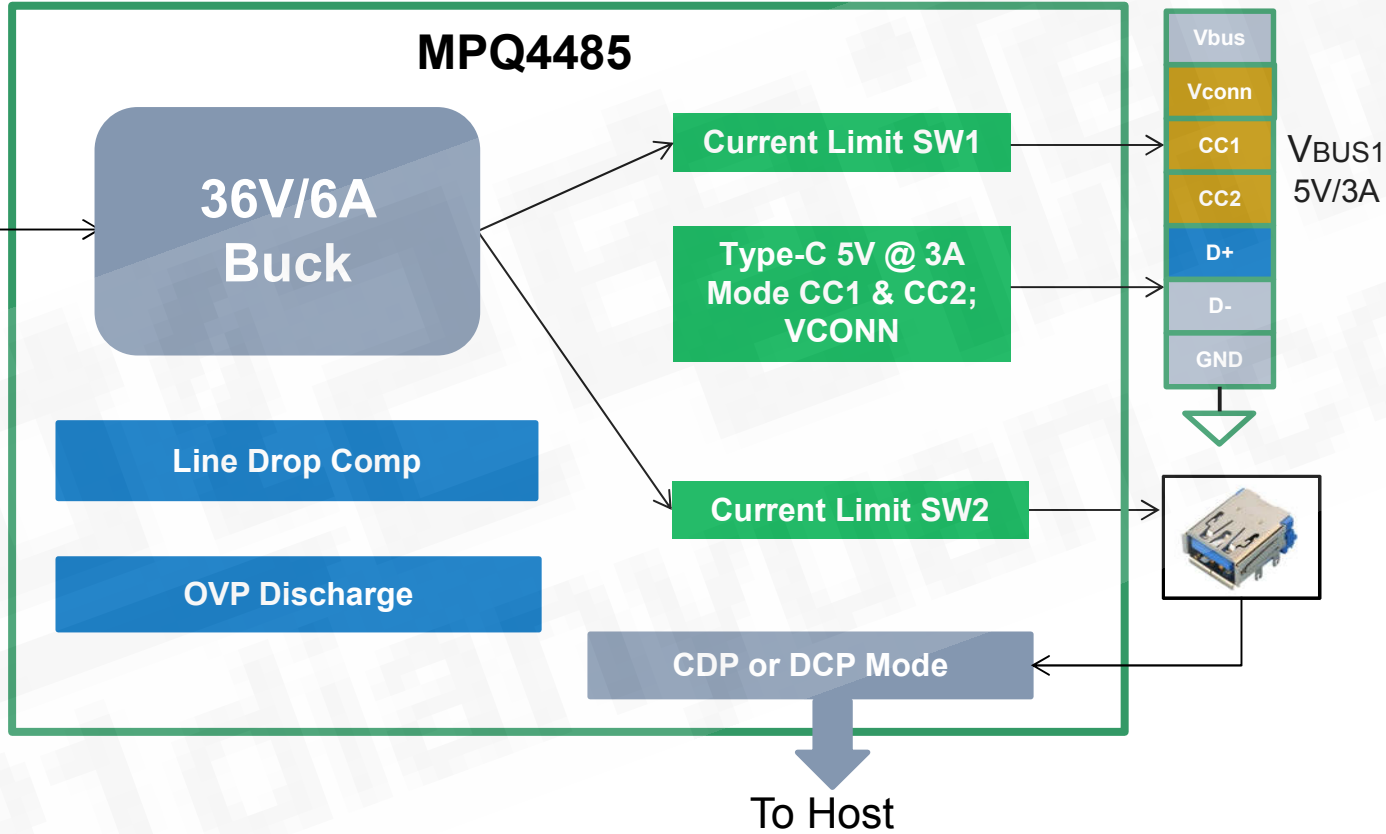 MPQ4485
36V/6A
Buck
Current Limit SW1
Type-C 5V @ 3A
Mode CC1 & CC2;
VCONN
Line Drop Comp
Current Limit SW2
OVP Discharge
CDP or DCP Mode
To Host
Vbus
Vconn
CC1
CC2
D+
D-
GND
VBUS1
5V/3A